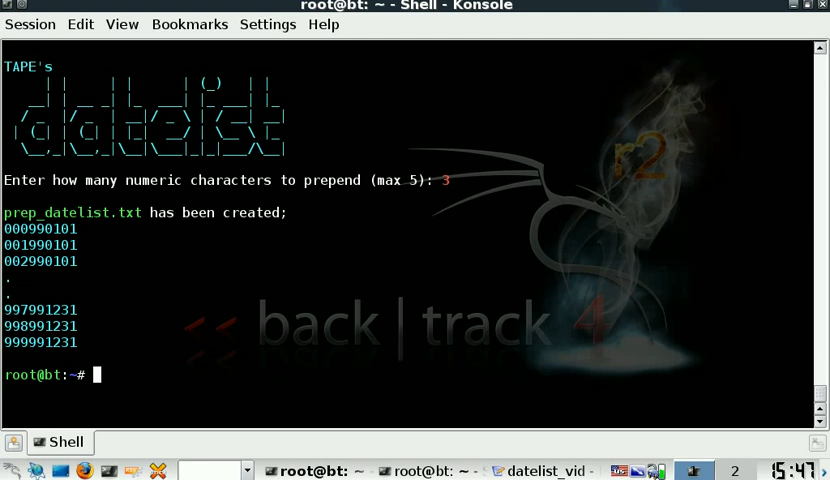 root@bt: ~ - Shell - Konsole
Session Edit View Bookmarks Settings Help
TAPE's
datelist
r2
Enter how many numeric characters to prepend (max 5): 3
prep_datelist.txt has been created;
000990101
001990101
002990101
.
.
997991231
998991231
999991231
<< back | track 4
root@bt:~#
Shell
root@bt: ~ - root@bt: ~ - datelist_vid - 2 15:47